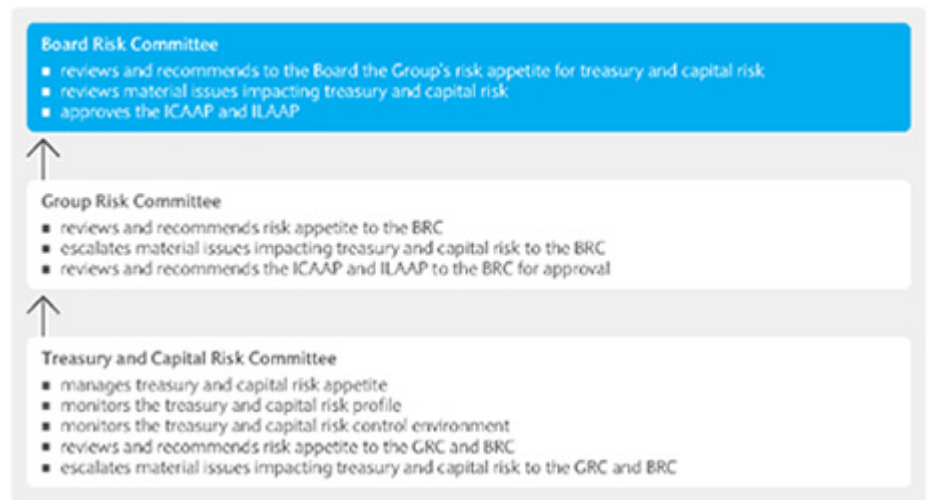 Board Risk Committee
▪ reviews and recommends to the Board the Group's risk appetite for treasury and capital risk
▪ reviews material issues impacting treasury and capital risk
▪ approves the ICAAP and ILAAP
Group Risk Committee
▪ reviews and recommends risk appetite to the BRC
▪ escalates material issues impacting treasury and capital risk to the BRC
▪ reviews and recommends the ICAAP and ILAAP to the BRC for approval
Treasury and Capital Risk Committee
▪ manages treasury and capital risk appetite
▪ monitors the treasury and capital risk profile
▪ monitors the treasury and capital risk control environment
▪ reviews and recommends risk appetite to the GRC and BRC
▪ escalates material issues impacting treasury and capital risk to the GRC and BRC